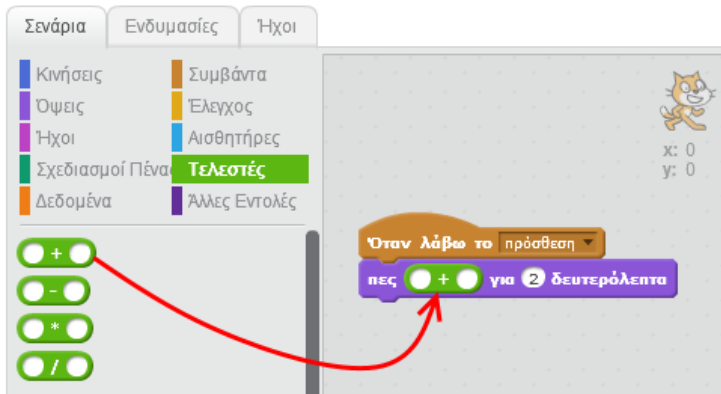 Σενάρια Ενδυμασίες Ήχοι
Κινήσεις Συμβάντα
Όψεις Έλεγχος
Ήχοι Αισθητήρες
Σχεδιασμοί Πένας Τελεστές
Δεδομένα Άλλες Εντολές
x: 0
y: 0
Όταν λάβω το πρόσθεση
πες + για 2 δευτερόλεπτα
+
-
*
/